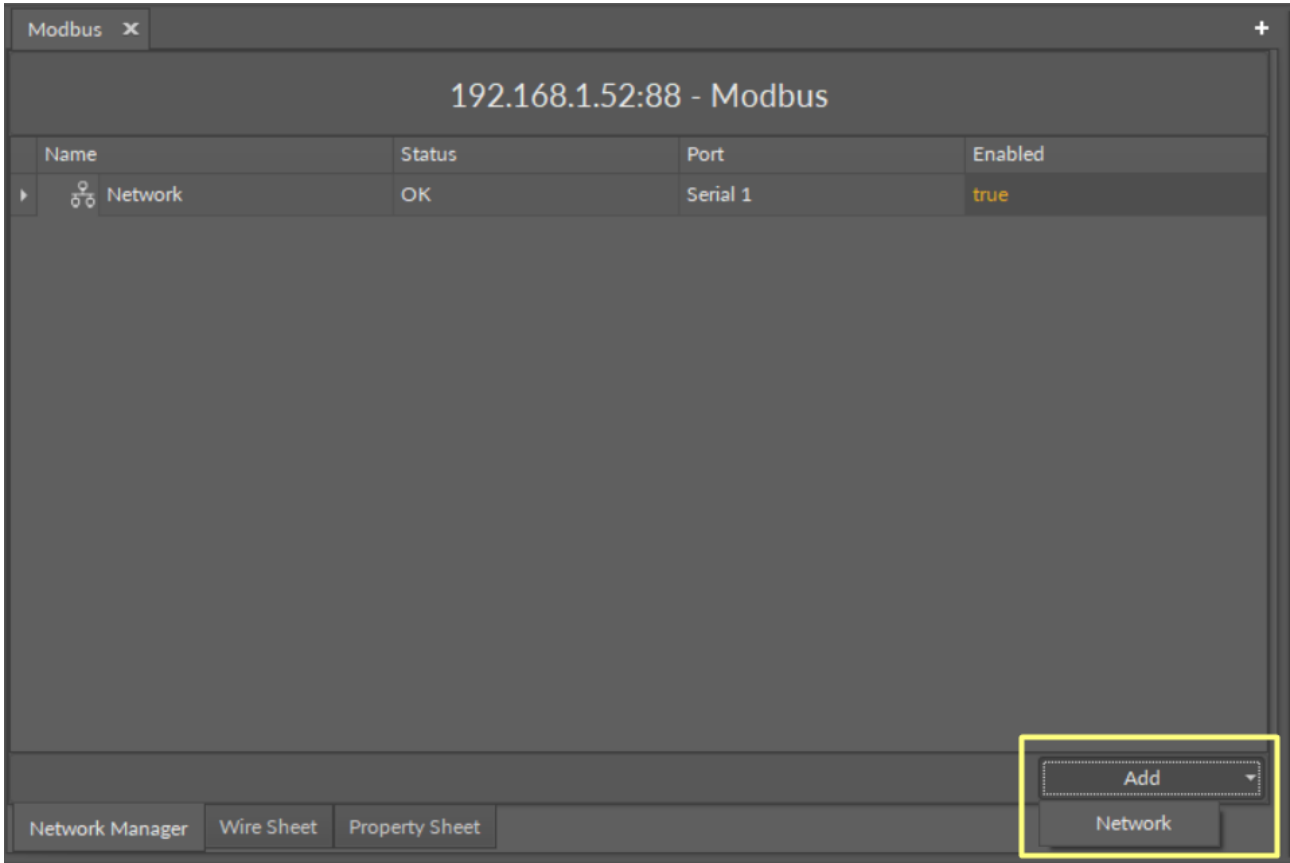 Modbus
192.168.1.52:88 - Modbus
Name Status Port Enabled
Network OK Serial 1 true
Add
Network Manager Wire Sheet Property Sheet Network